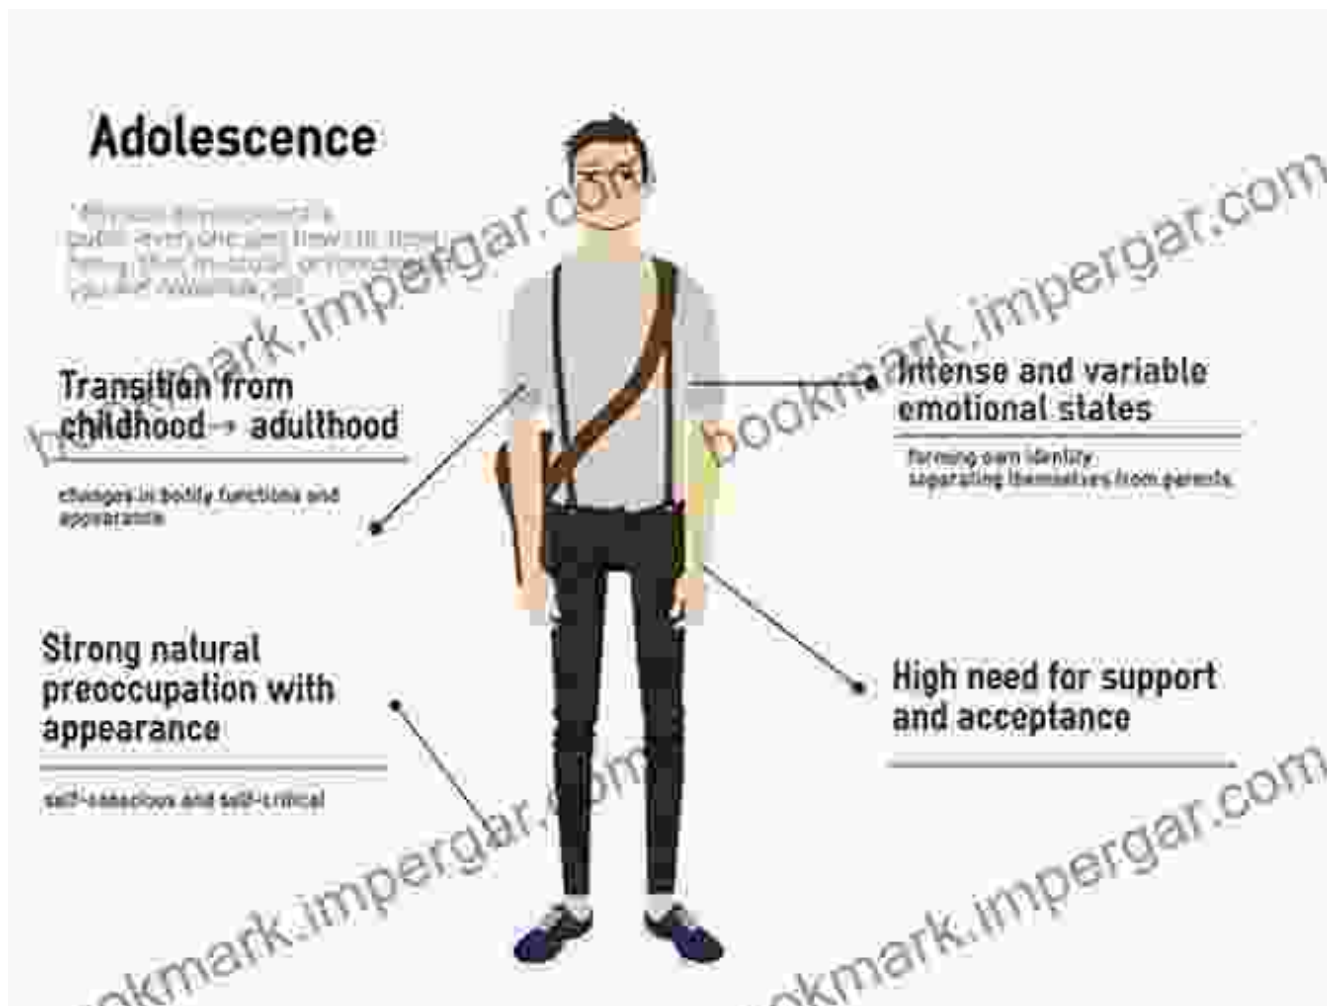 Adolescence
everyone
Transition from
childhood → adulthood
changes in bodily functions and
appearance
Strong natural
preoccupation with
appearance
self-conscious and self-critical
Intense and variable
emotional states
forming own identity
separating themselves from parents
High need for support
and acceptance
bookmark.impergar.com
bookmark.impergar.com
bookmark.impergar.com
bookmark.impergar.com